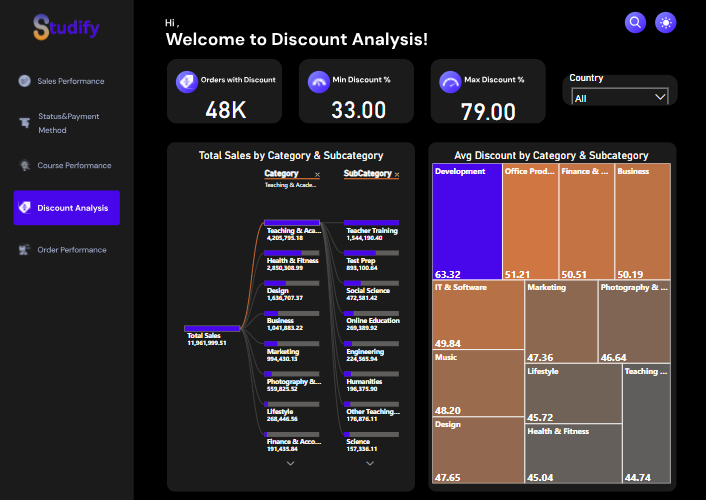 Studify
Hi ,
Welcome to Discount Analysis!
Sales Performance
Status&Payment
Method
Course Performance
Discount Analysis
Order Performance
Orders with Discount
48K
Min Discount %
33.00
Max Discount %
79.00
Country
All
Total Sales by Category & Subcategory
Category
Teaching & Acade...
SubCategory
Total Sales
11,961,999.51
Teaching & Aca...
4,205,795.18
Health & Fitness
2,850,308.99
Design
1,636,707.37
Business
1,041,883.22
Marketing
994,430.13
Photography &...
559,825.52
Lifestyle
268,446.56
Finance & Acco...
191,435.84
Teacher Training
1,544,190.40
Test Prep
893,100.64
Social Science
472,581.42
Online Education
269,389.92
Engineering
224,565.94
Humanities
196,375.90
Other Teaching...
176,876.11
Science
157,336.11
Avg Discount by Category & Subcategory
Development
63.32
Office Prod...
51.21
Finance & ...
50.51
Business
50.19
IT & Software
49.84
Music
48.20
Design
47.65
Marketing
47.36
Photography & ...
46.64
Lifestyle
45.72
Health & Fitness
45.04
Teaching ...
44.74